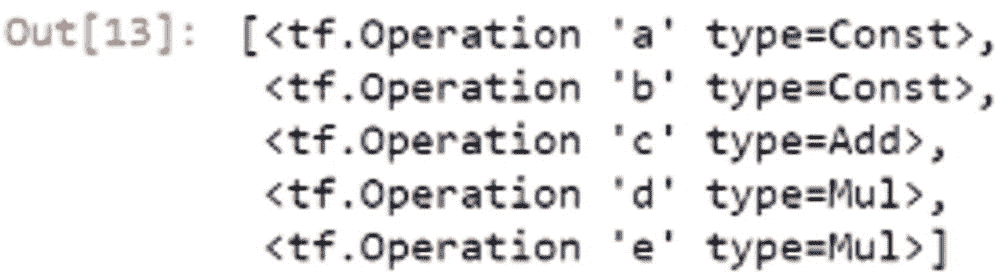 Out[13]: [<tf.Operation 'a' type=Const>,
<tf.Operation 'b' type=Const>,
<tf.Operation 'c' type=Add>,
<tf.Operation 'd' type=Mul>,
<tf.Operation 'e' type=Mul>]